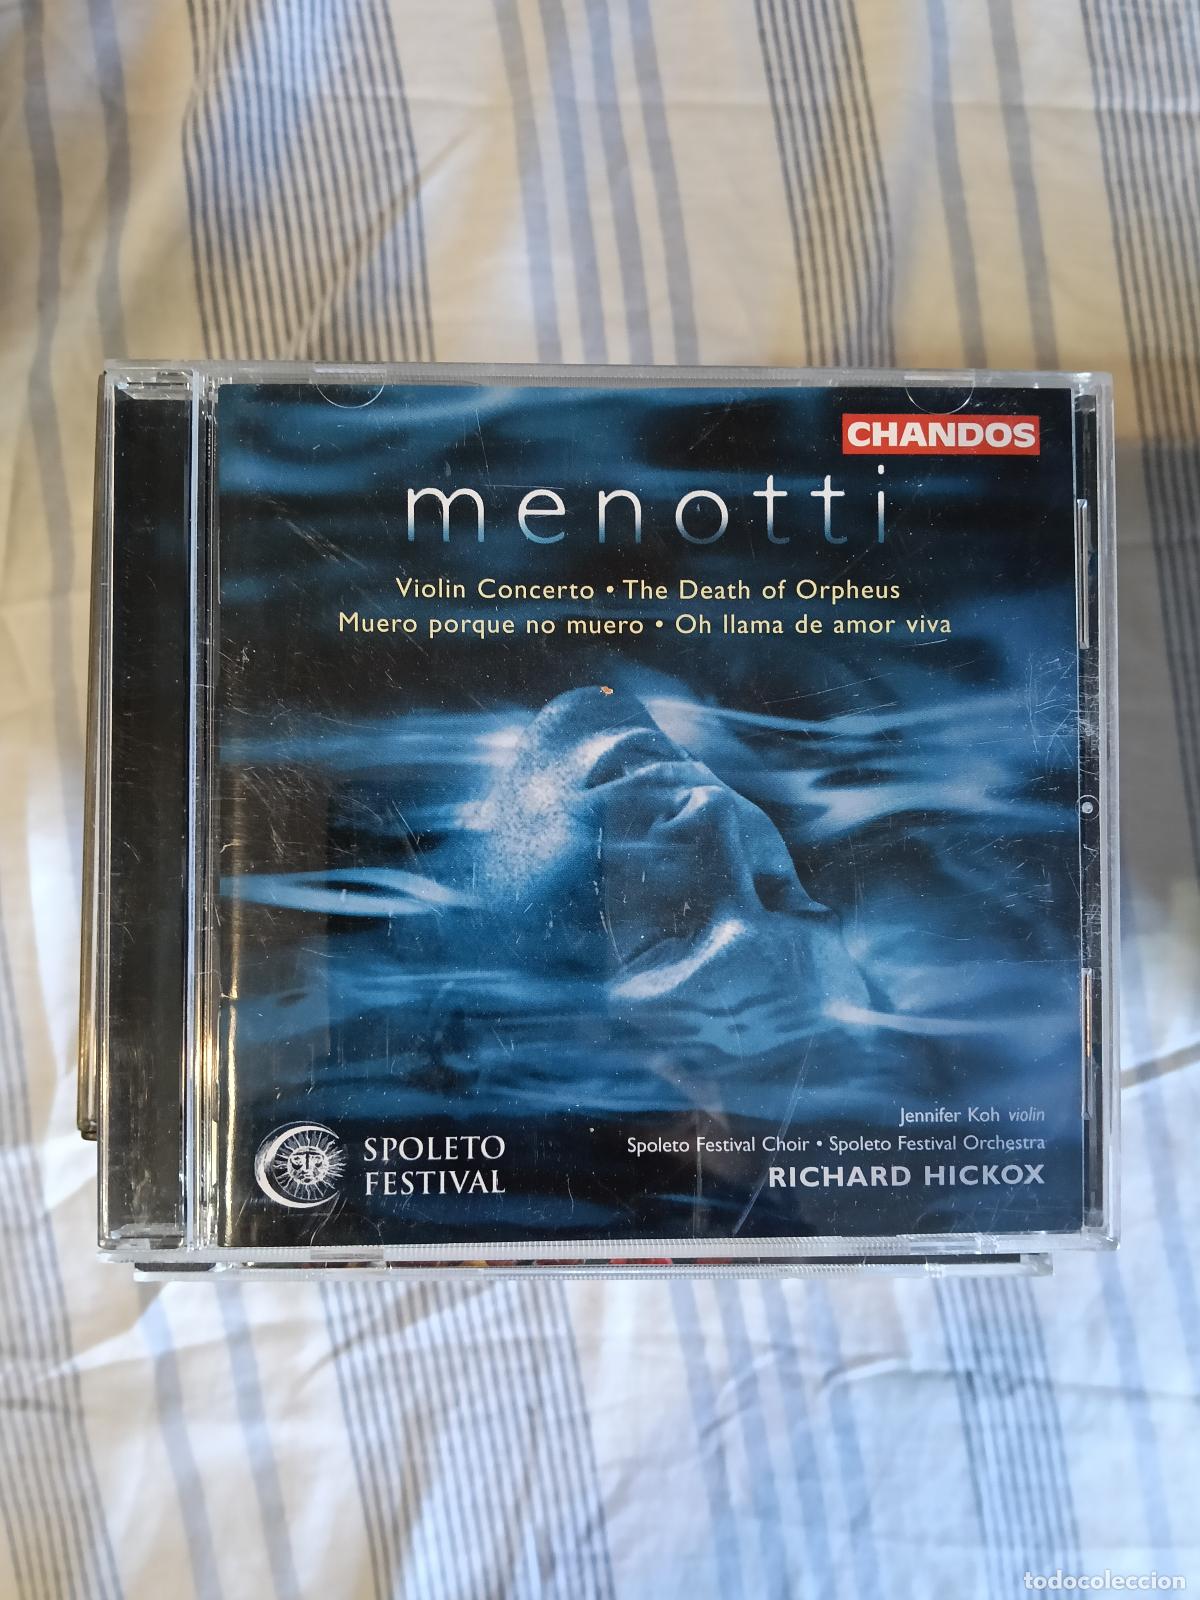 CHANDOS
menotti
Violin Concerto • The Death of Orpheus
Muero porque no muero • Oh llama de amor viva
Jennifer Koh violin
Spoleto Festival Choir • Spoleto Festival Orchestra
RICHARD HICKOX
SPOLETO
FESTIVAL
todocoleccion